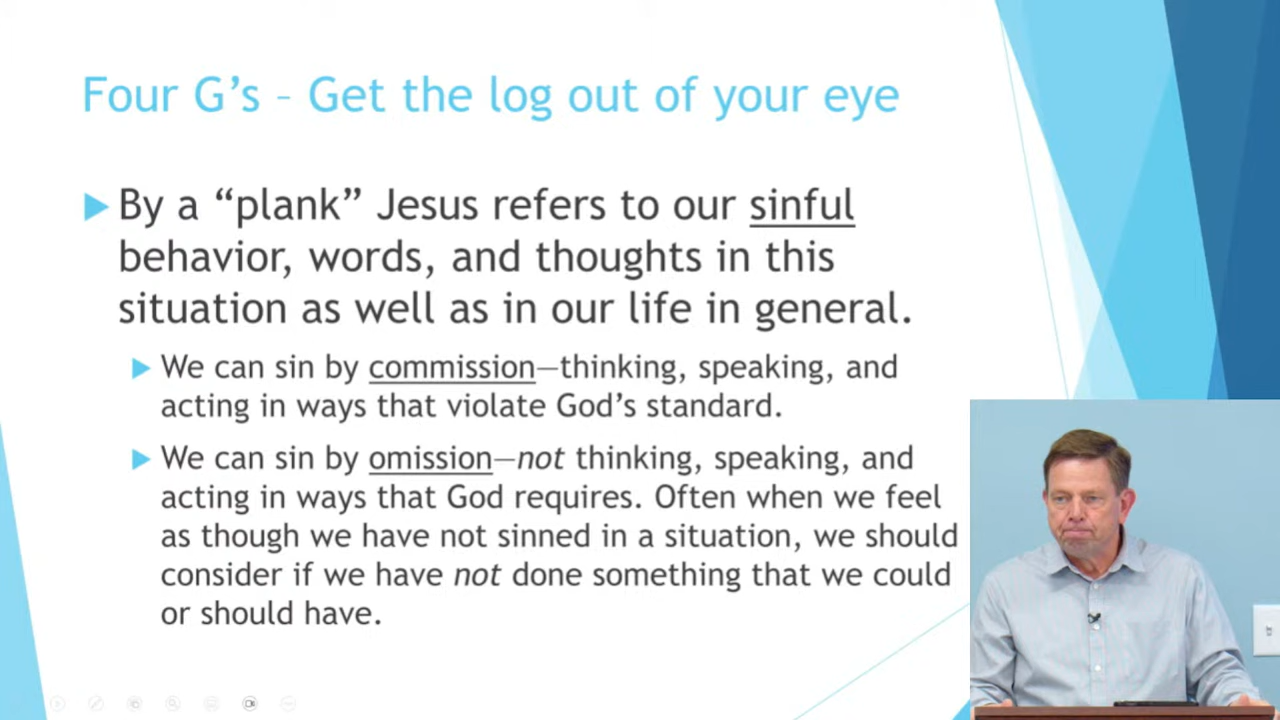 Four G’s – Get the log out of your eye
By a “plank” Jesus refers to our sinful
behavior, words, and thoughts in this
situation as well as in our life in general.
We can sin by commission—thinking, speaking, and
acting in ways that violate God’s standard.
We can sin by omission—not thinking, speaking, and
acting in ways that God requires. Often when we feel
as though we have not sinned in a situation, we should
consider if we have not done something that we could
or should have.